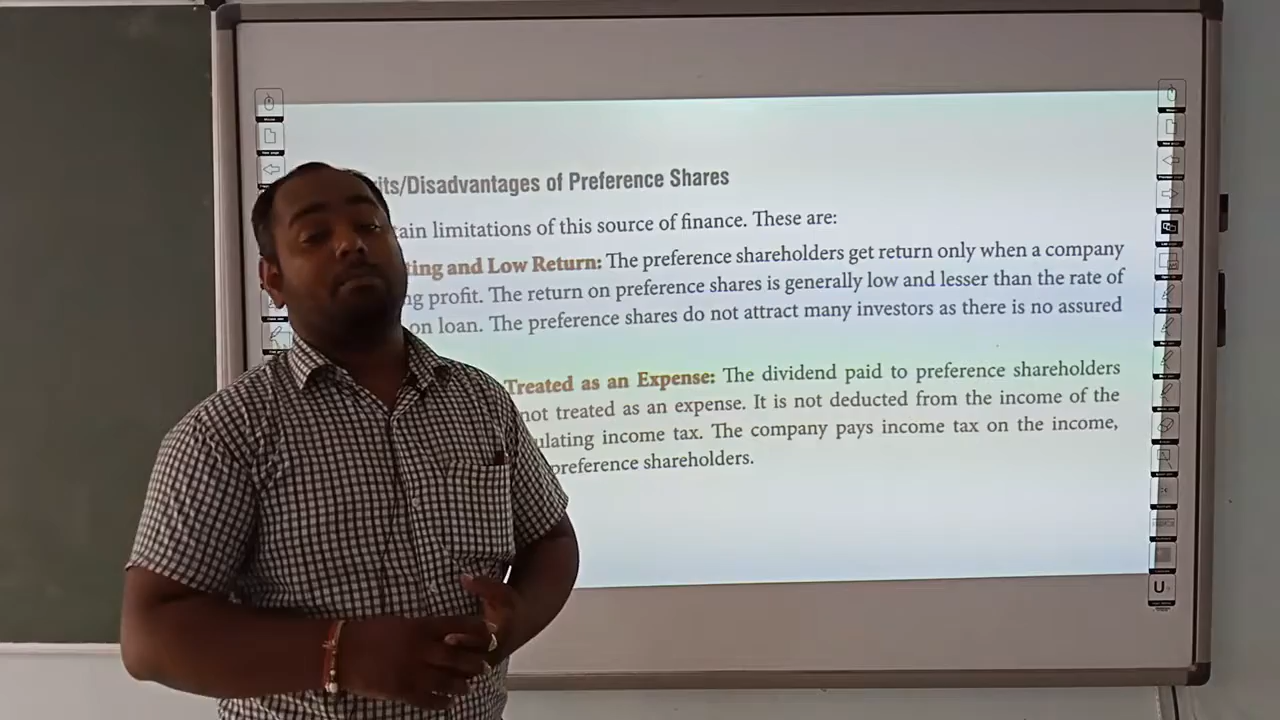 its/Disadvantages of Preference Shares
tain limitations of this source of finance. These are:
ting and Low Return: The preference shareholders get return only when a company
ng profit. The return on preference shares is generally low and lesser than the rate of
on loan. The preference shares do not attract many investors as there is no assured
Treated as an Expense: The dividend paid to preference shareholders
not treated as an expense. It is not deducted from the income of the
ulating income tax. The company pays income tax on the income,
preference shareholders.
U